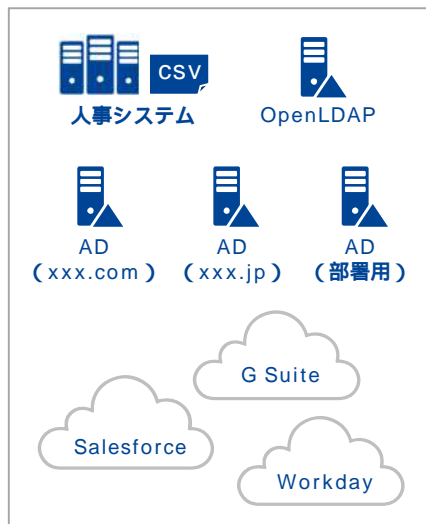 CSV
人事システム
OpenLDAP
AD
（xxx.com）
AD
（xxx.jp）
AD
（部署用）
G Suite
Salesforce
Workday